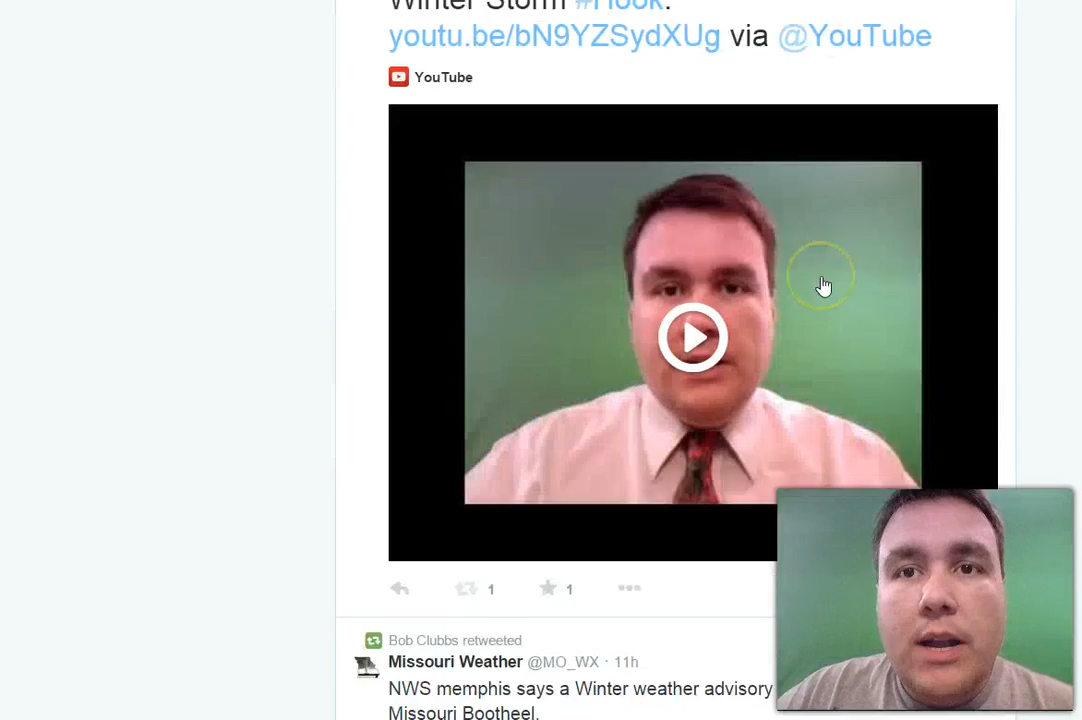 Winter Storm #Hook.
youtu.be/bN9YZSydXUg via @YouTube
YouTube
1 1
Bob Clubbs retweeted
Missouri Weather @MO_WX · 11h
NWS memphis says a Winter weather advisory
Missouri Bootheel.